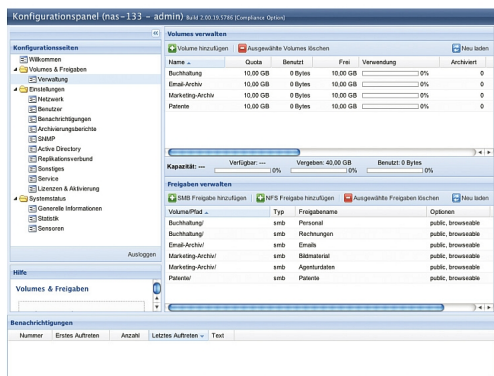 Konfigurationspanel (nas-133 - admin) Build 2.00.19.5786 (Compliance Option)
Konfigurationsseiten
Willkommen
Volumes & Freigaben
Verwaltung
Einstellungen
Netzwerk
Benutzer
Benachrichtigungen
Archivierungsberichte
SNMP
Active Directory
Replikationsverbund
Sonstiges
Service
Lizenzen & Aktivierung
Systemstatus
Generelle Informationen
Statistik
Sensoren
Ausloggen
Hilfe
Volumes & Freigaben
Volumes verwalten
Volume hinzufügen Ausgewählte Volumes löschen Neu laden
Name Quota Benutzt Frei Verwendung Archiviert
Buchhaltung 10,00 GB 0 Bytes 10,00 GB 0% 0
Email-Archiv 10,00 GB 0 Bytes 10,00 GB 0% 0
Marketing-Archiv 10,00 GB 0 Bytes 10,00 GB 0% 0
Patente 10,00 GB 0 Bytes 10,00 GB 0% 0
Kapazität: --- Verfügbar: --- 0% Vergeben: 40,00 GB 0% Benutzt: 0 Bytes 0%
Freigaben verwalten
SMB Freigabe hinzufügen NFS Freigabe hinzufügen Ausgewählte Freigaben löschen Neu laden
Volume/Pfad Typ Freigabename Optionen
Buchhaltung/ smb Personal public, browseable
Buchhaltung/ smb Rechnungen public, browseable
Email-Archiv/ smb Emails public, browseable
Marketing-Archiv/ smb Bildmaterial public, browseable
Marketing-Archiv/ smb Agenturdaten public, browseable
Patente/ smb Patente public, browseable
Benachrichtigungen
Nummer Erstes Auftreten Anzahl Letztes Auftreten Text